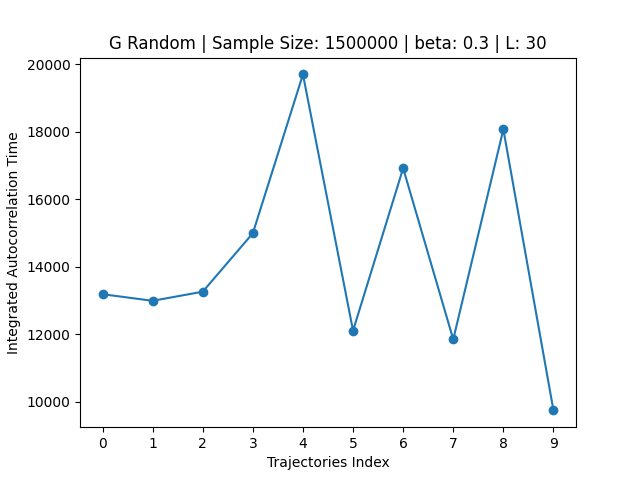 G Random | Sample Size: 1500000 | beta: 0.3 | L: 30
Integrated Autocorrelation Time
20000
18000
16000
14000
12000
10000
0 1 2 3 4 5 6 7 8 9
Trajectories Index